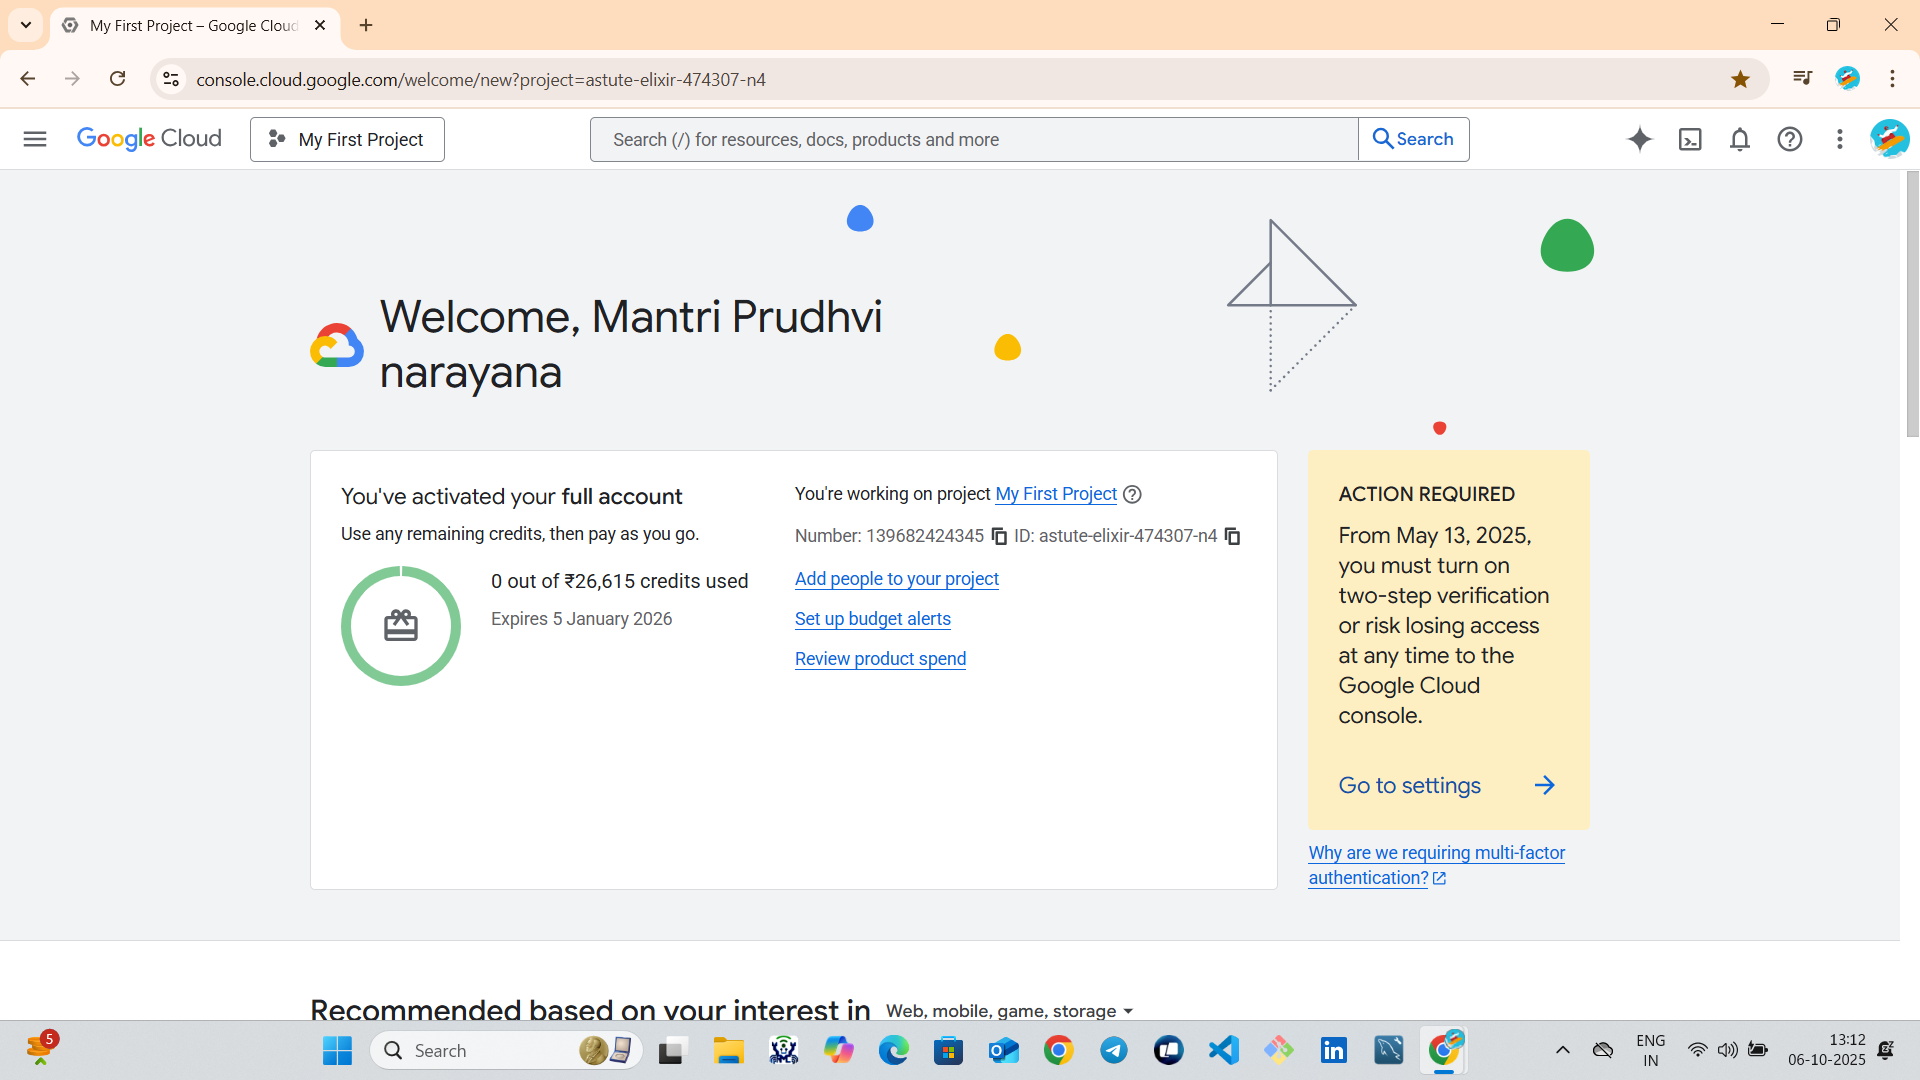 My First Project – Google Cloud
console.cloud.google.com/welcome/new?project=astute-elixir-474307-n4
Google Cloud
My First Project
Search (/) for resources, docs, products and more
Search
Welcome, Mantri Prudhvi
narayana
You've activated your full account
Use any remaining credits, then pay as you go.
0 out of ₹26,615 credits used
Expires 5 January 2026
You're working on project My First Project
Number: 139682424345 ID: astute-elixir-474307-n4
Add people to your project
Set up budget alerts
Review product spend
ACTION REQUIRED
From May 13, 2025,
you must turn on
two-step verification
or risk losing access
at any time to the
Google Cloud
console.
Go to settings
Why are we requiring multi-factor
authentication?
Recommended based on your interest in Web, mobile, game, storage
5
Search
ENG
IN
13:12
06-10-2025